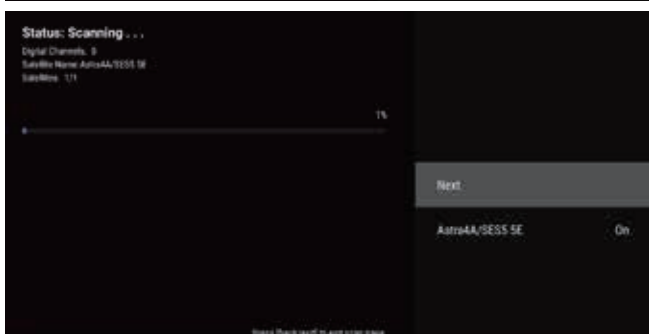 Status: Scanning . . .
Digital Channels: 0
Satellite Name: Astra4A/SES5 5E
Satellites: 1/1
1%
Next
Astra4A/SES5 5E On
page